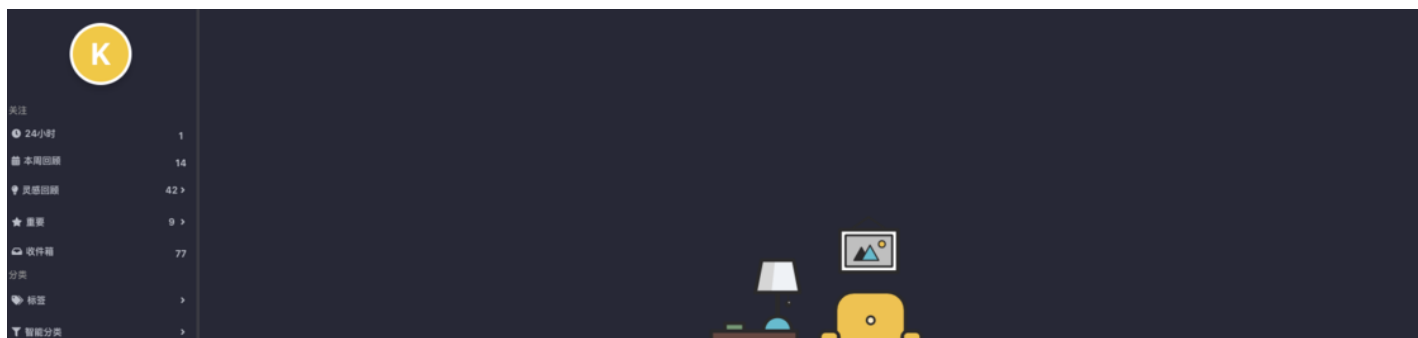 K
关注
24小时 1
本周回顾 14
灵感回顾 42 >
重要 9 >
收件箱 77
分类
标签 >
智能分类 >